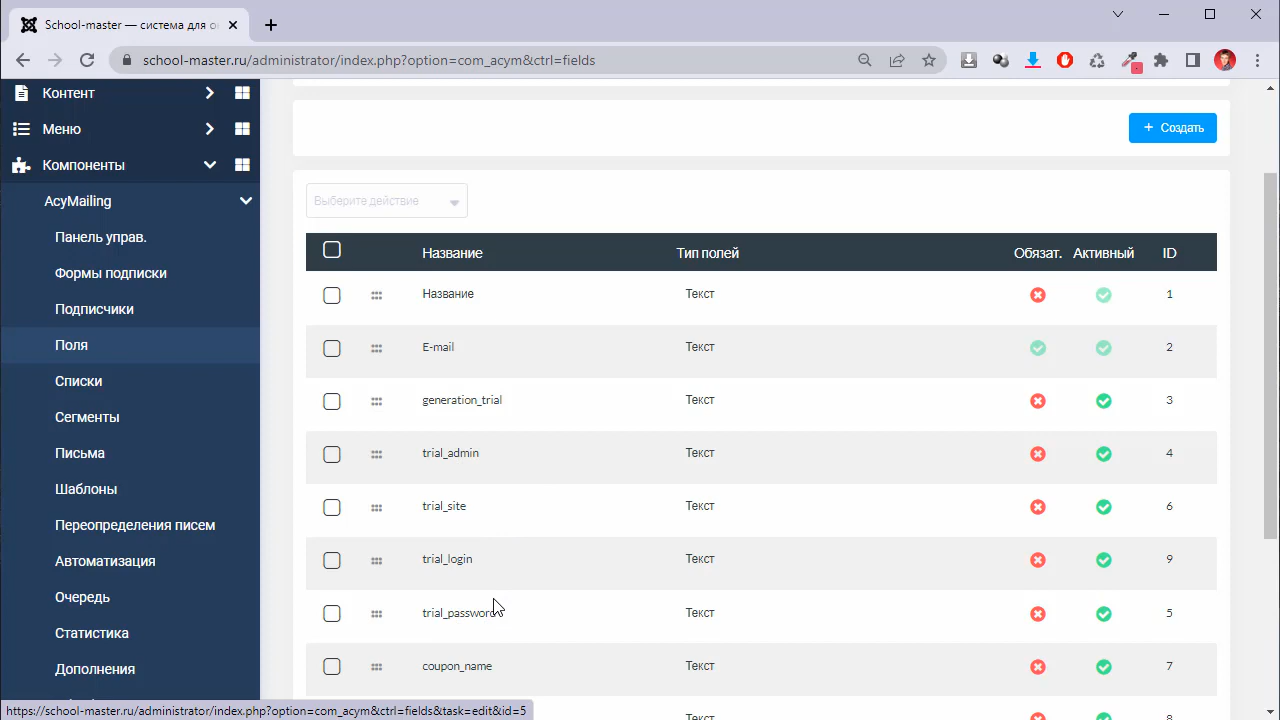 School-master — система для о
school-master.ru/administrator/index.php?option=com_acym&ctrl=fields
Контент
Меню
Компоненты
AcyMailing
Панель управ.
Формы подписки
Подписчики
Поля
Списки
Сегменты
Письма
Шаблоны
Переопределения писем
Автоматизация
Очередь
Статистика
Дополнения
+ Создать
Выберите действие
Название Тип полей Обязат. Активный ID
Название Текст 1
E-mail Текст 2
generation_trial Текст 3
trial_admin Текст 4
trial_site Текст 6
trial_login Текст 9
trial_password Текст 5
coupon_name Текст 7
8
https://school-master.ru/administrator/index.php?option=com_acym&ctrl=fields&task=edit&id=5